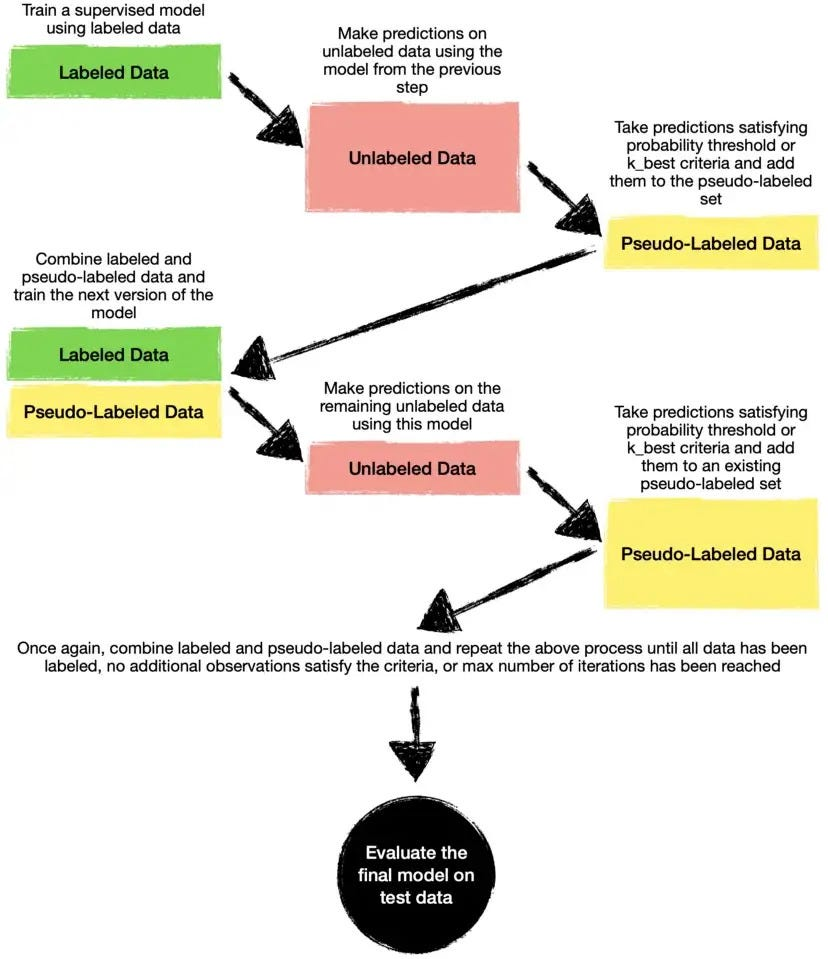 Train a supervised model
using labeled data
Labeled Data
Make predictions on
unlabeled data using the
model from the previous
step
Unlabeled Data
Take predictions satisfying
probability threshold or
k_best criteria and add
them to the pseudo-labeled
set
Pseudo-Labeled Data
Combine labeled and
pseudo-labeled data and
train the next version of the
model
Labeled Data
Pseudo-Labeled Data
Make predictions on the
remaining unlabeled data
using this model
Unlabeled Data
Take predictions satisfying
probability threshold or
k_best criteria and add
them to an existing
pseudo-labeled set
Pseudo-Labeled Data
Once again, combine labeled and pseudo-labeled data and repeat the above process until all data has been
labeled, no additional observations satisfy the criteria, or max number of iterations has been reached
Evaluate the
final model on
test data